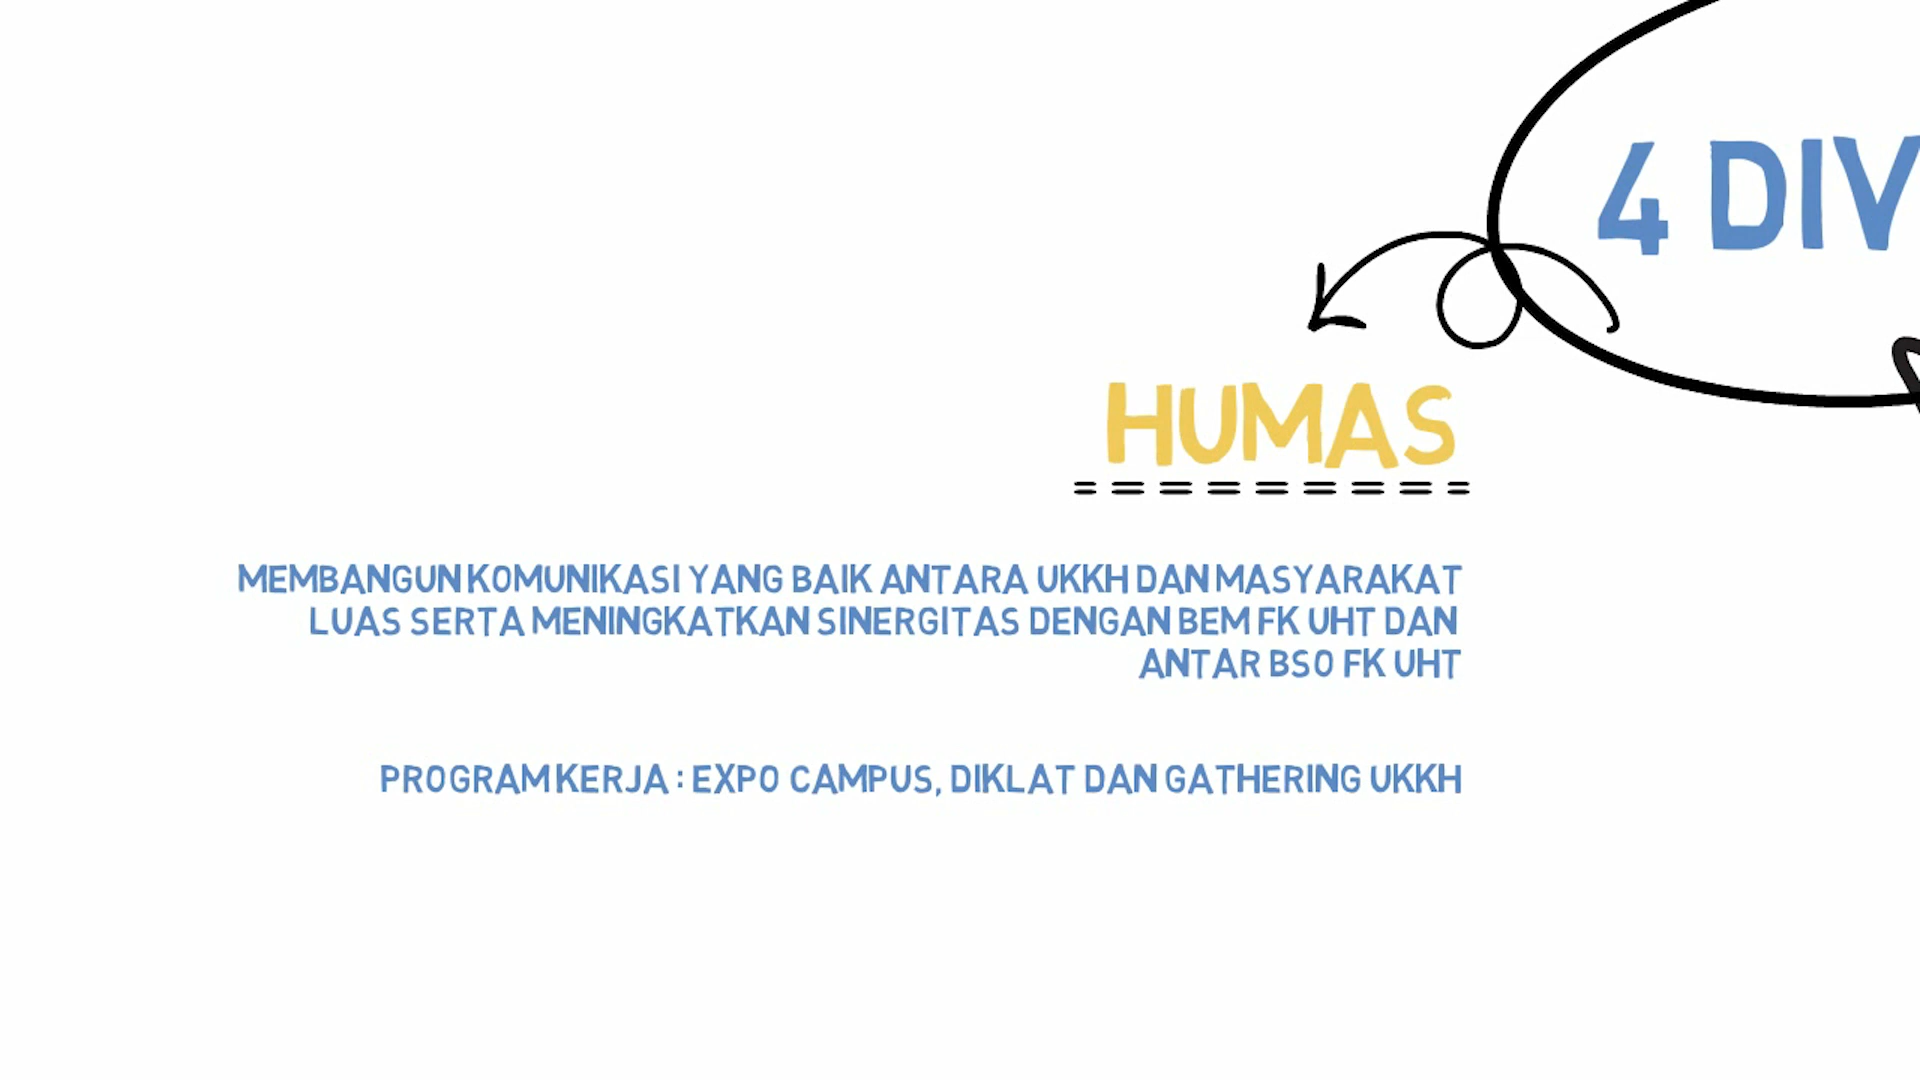 4 DIV
HUMAS
MEMBANGUN KOMUNIKASI YANG BAIK ANTARA UKKH DAN MASYARAKAT
LUAS SERTA MENINGKATKAN SINERGITAS DENGAN BEM FK UHT DAN
ANTAR BSO FK UHT
PROGRAM KERJA : EXPO CAMPUS, DIKLAT DAN GATHERING UKKH